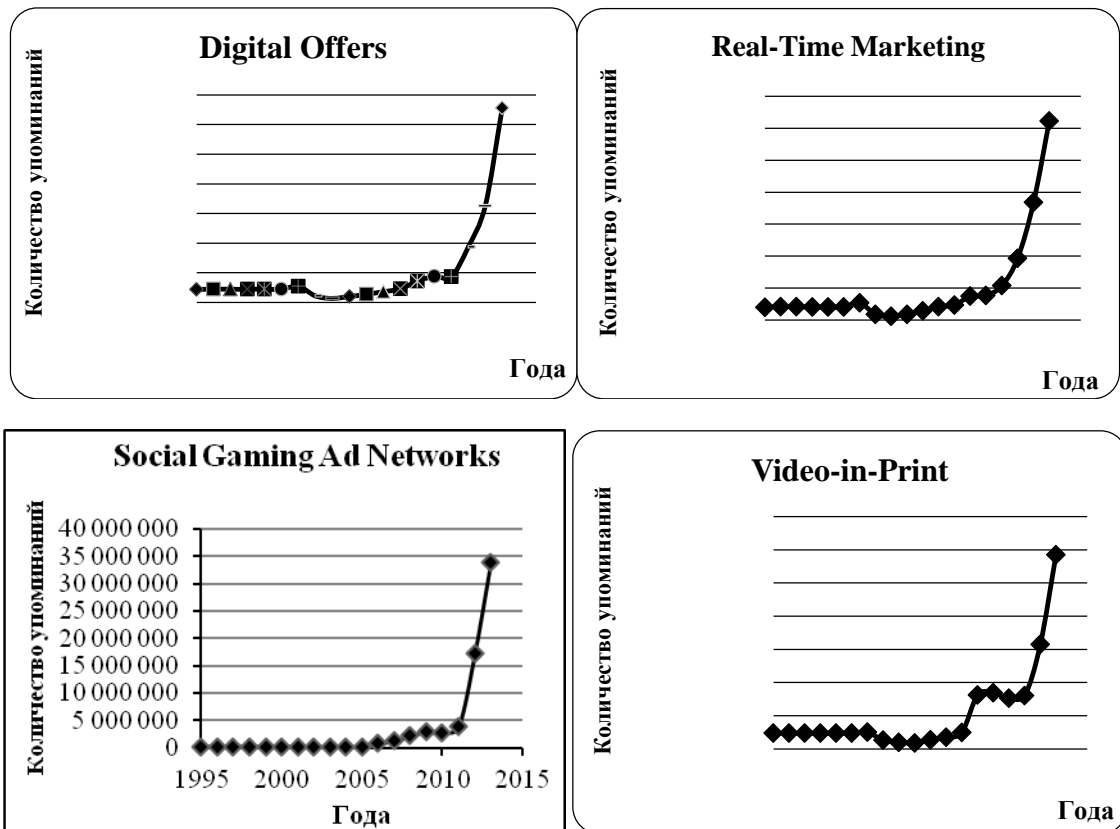 Digital Offers
Количество упоминаний
Года
Real-Time Marketing
Количество упоминаний
Года
Social Gaming Ad Networks
Количество упоминаний
40 000 000
35 000 000
30 000 000
25 000 000
20 000 000
15 000 000
10 000 000
5 000 000
0
1995 2000 2005 2010 2015
Года
Video-in-Print
Количество упоминаний
Года